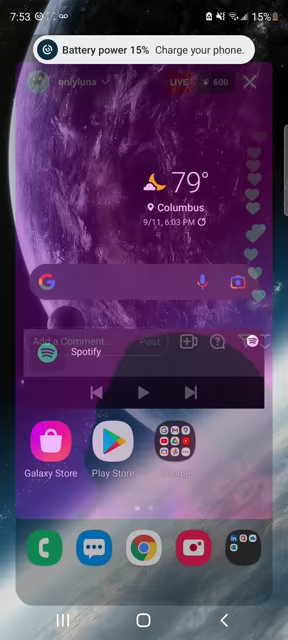 7:53
15%
Battery power 15% Charge your phone.
onlyluna
LIVE
600
79°
Columbus
9/11, 6:03 PM
Add a Comment...
Post
Spotify
Galaxy Store
Play Store
Google